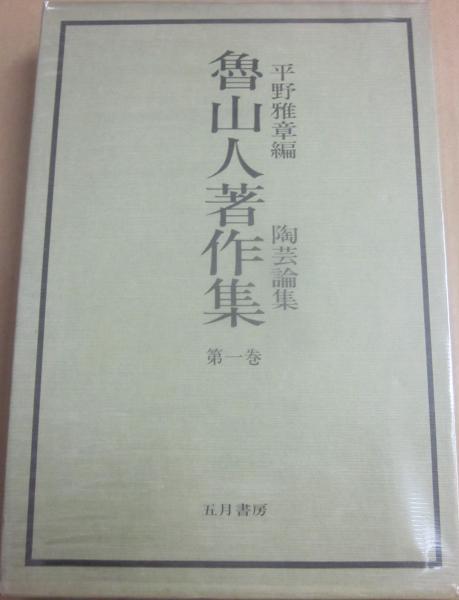 平野雅章編　陶芸論集
魯山人著作集
第一巻
五月書房